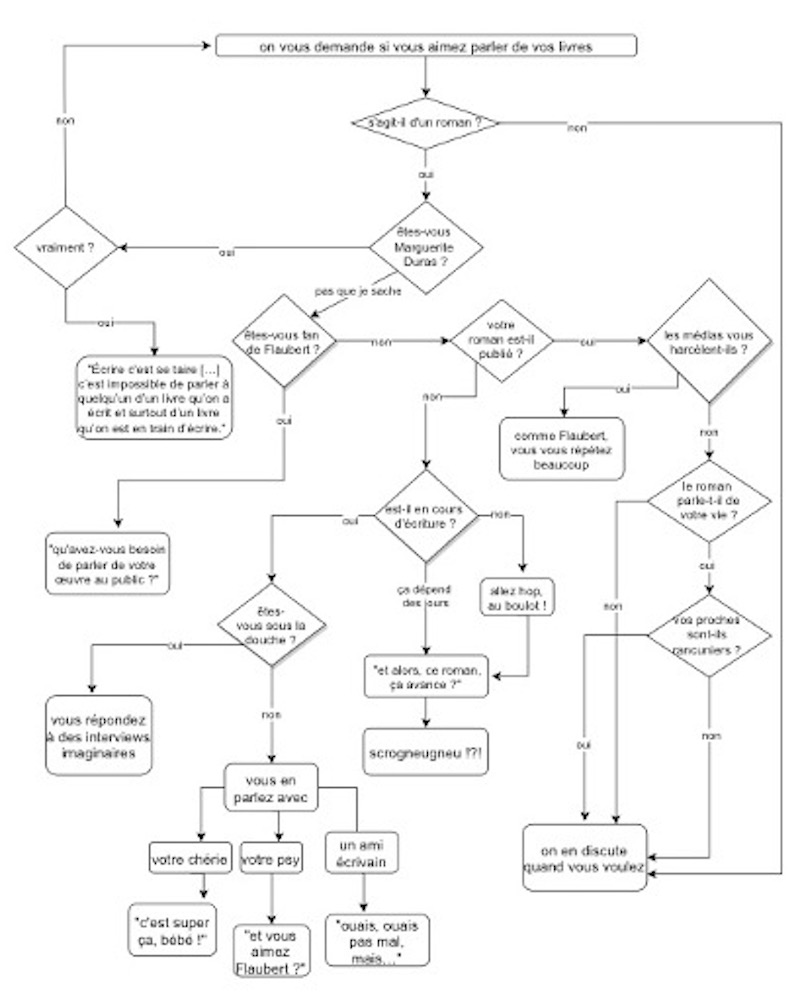 on vous demande si vous aimez parler de vos livres
s'agit-il d'un roman ?
non
non
oui
êtes-vous
Marguerite
Duras ?
vraiment ?
oui
pas que je sache
oui
êtes-vous fan
de Flaubert ?
non
votre
roman est-il
publié ?
oui
les médias vous
harcèlent-ils ?
"Écrire c'est se taire [...]
c'est impossible de parler à
quelqu'un d'un livre qu'on a
écrit et surtout d'un livre
qu'on est en train d'écrire."
oui
non
oui
comme Flaubert,
vous vous répétez
beaucoup
non
"qu'avez-vous besoin
de parler de votre
œuvre au public ?"
oui
est-il en cours
d'écriture ?
non
le roman
parle-t-il de
votre vie ?
oui
non
ça dépend
des jours
allez hop,
au boulot !
êtes-
vous sous la
douche ?
oui
vos proches
sont-ils
rancuniers ?
"et alors, ce roman,
ça avance ?"
non
vous répondez
à des interviews
imaginaires
scrogneugneu !?!
oui
non
vous en
parlez avec
votre chérie
votre psy
un ami
écrivain
on en discute
quand vous voulez
"c'est super
ça, bébé !"
"et vous
aimez
Flaubert ?"
"ouais, ouais
pas mal,
mais..."